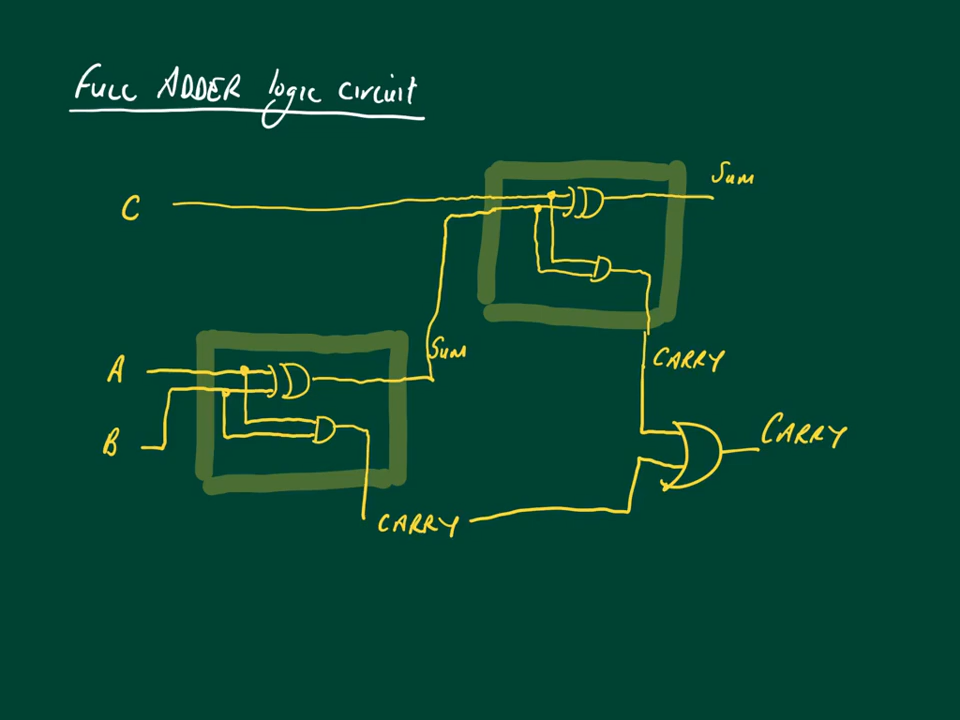 FULL ADDER logic circuit
Sum
C
Sum
A
CARRY
B
CARRY
CARRY